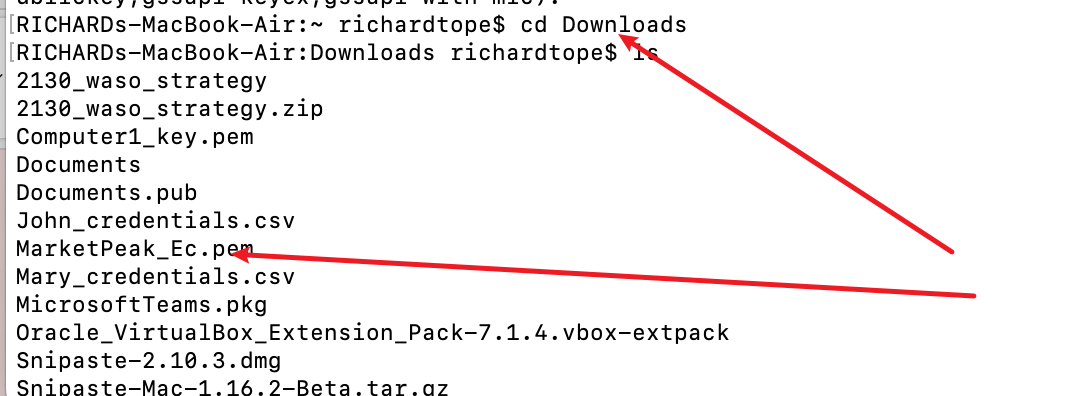 [RICHARDs-MacBook-Air:~ richardtope$ cd Downloads
[RICHARDs-MacBook-Air:Downloads richardtope$ ls
2130_waso_strategy
2130_waso_strategy.zip
Computer1_key.pem
Documents
Documents.pub
John_credentials.csv
MarketPeak_Ec.pem
Mary_credentials.csv
MicrosoftTeams.pkg
Oracle_VirtualBox_Extension_Pack-7.1.4.vbox-extpack
Snipaste-2.10.3.dmg
Snipaste-Mac-1.16.2-Beta.tar.gz